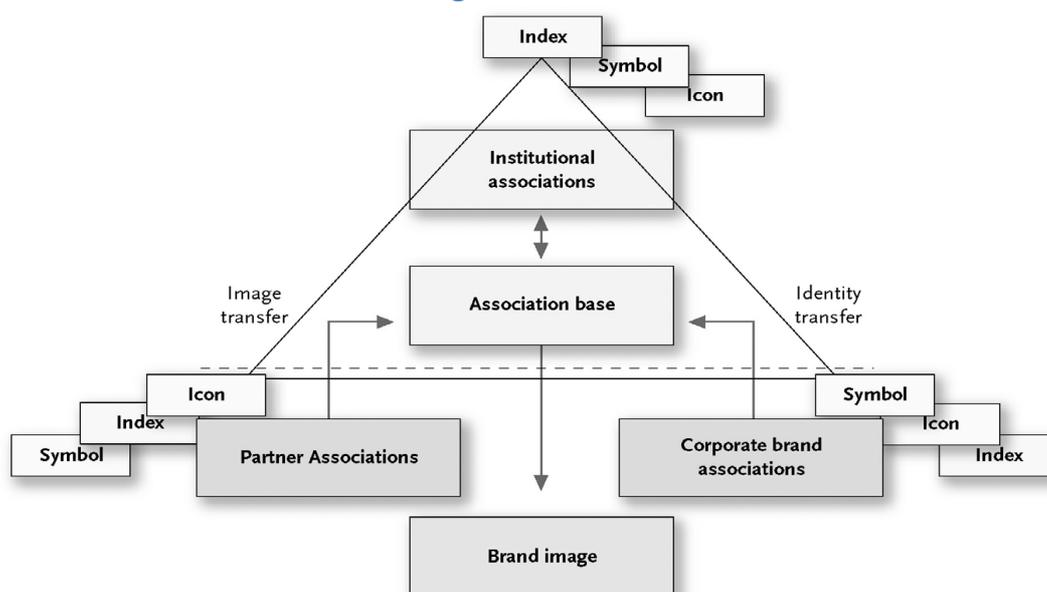 Index
Symbol
Icon
Institutional
associations
Association base
Image
transfer
Identity
transfer
Icon
Index
Symbol
Partner Associations
Symbol
Icon
Index
Corporate brand
associations
Brand image